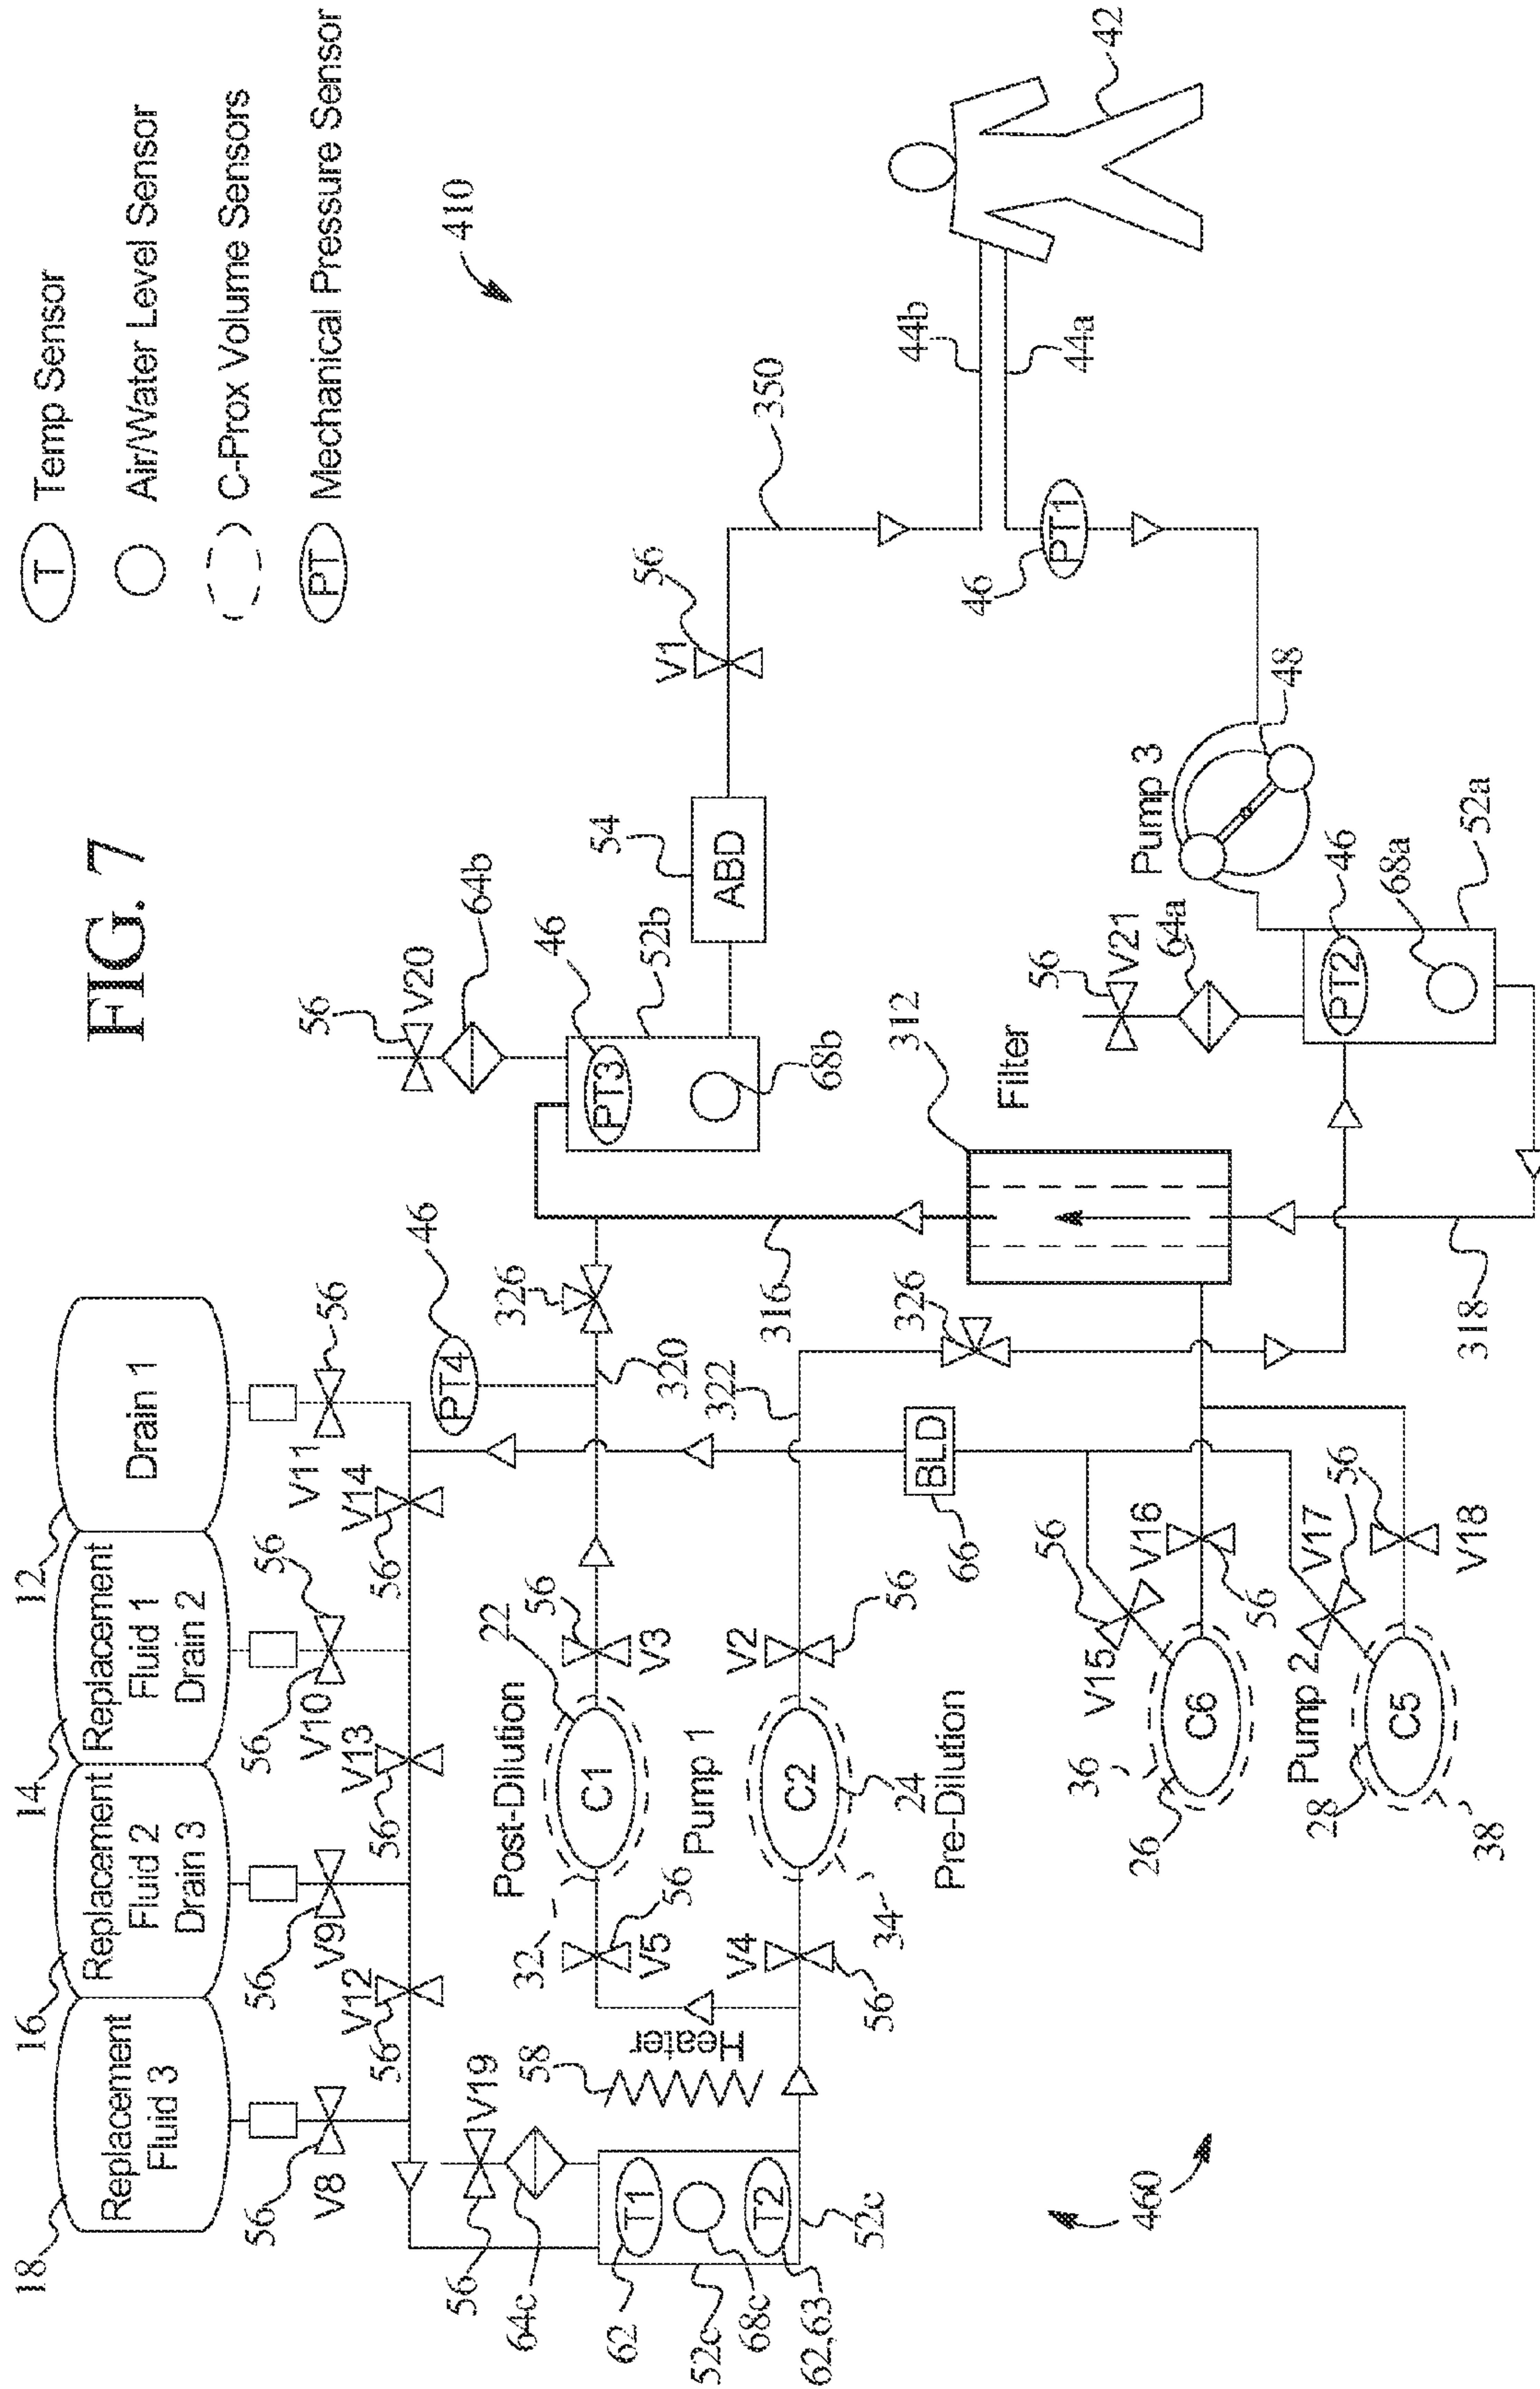 FIG. 7
T Temp Sensor
Air/Water Level Sensor
C-Prox Volume Sensors
PT Mechanical Pressure Sensor
410
18
16
14
12
Replacement
Fluid 3
Replacement
Fluid 2
Drain 3
Replacement
Fluid 1
Drain 2
Drain 1
56
V8
56
V9
56
V10
56
V11
56
56
V12
56
V13
56
V14
56
46
PT4
56
V19
64c
62
T1
T2
52c
68c
62,63
52c
58
Heater
32
V5
56
Post-Dilution
C1
22
56
V3
Pump 1
V4
56
34
C2
24
Pre-Dilution
V2
56
320
326
322
326
316
56
V20
64b
46
PT3
52b
68b
54
ABD
V1
56
350
44b
44a
42
46
PT1
312
Filter
56
V21
64a
Pump 3
48
46
PT2
68a
52a
318
66
BLD
56
V15
V16
56
36
26
C6
Pump 2
V17
56
28
C5
38
V18
460